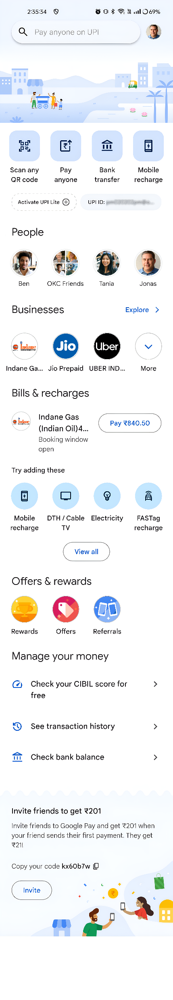 2:35:34
69%
Pay anyone on UPI
Scan any
QR code
Pay
anyone
Bank
transfer
Mobile
recharge
Activate UPI Lite
UPI ID:
People
Ben
OKC Friends
Tania
Jonas
Businesses
Explore
Indane
Jio
Uber
Indane Ga...
Jio Prepaid
UBER IND...
More
Bills & recharges
Indane
Indane Gas
(Indian Oil)4...
Booking window
open
Pay ₹840.50
Try adding these
Mobile
recharge
DTH / Cable
TV
Electricity
FASTag
recharge
View all
Offers & rewards
Rewards
Offers
Referrals
Manage your money
Check your CIBIL score for
free
See transaction history
Check bank balance
Invite friends to get ₹201
Invite friends to Google Pay and get ₹201 when
your friend sends their first payment. They get
₹21!
Copy your code kx60b7w
Invite